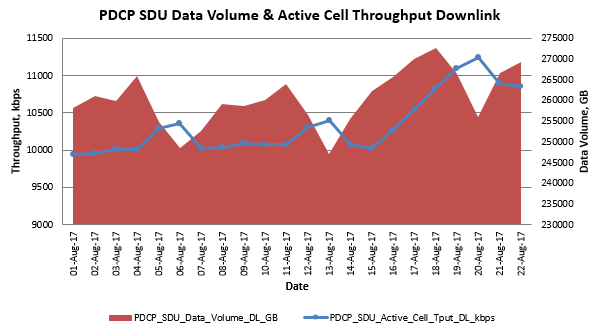 PDCP SDU Data Volume & Active Cell Throughput Downlink
Throughput, kbps
11500
11000
10500
10000
9500
9000
275000
270000
265000
260000
255000
250000
245000
240000
235000
230000
Data Volume, GB
01-Aug-17
02-Aug-17
03-Aug-17
04-Aug-17
05-Aug-17
06-Aug-17
07-Aug-17
08-Aug-17
09-Aug-17
10-Aug-17
11-Aug-17
12-Aug-17
13-Aug-17
14-Aug-17
15-Aug-17
16-Aug-17
17-Aug-17
18-Aug-17
19-Aug-17
20-Aug-17
21-Aug-17
22-Aug-17
Date
PDCP_SDU_Data_Volume_DL_GB
PDCP_SDU_Active_Cell_Tput_DL_kbps